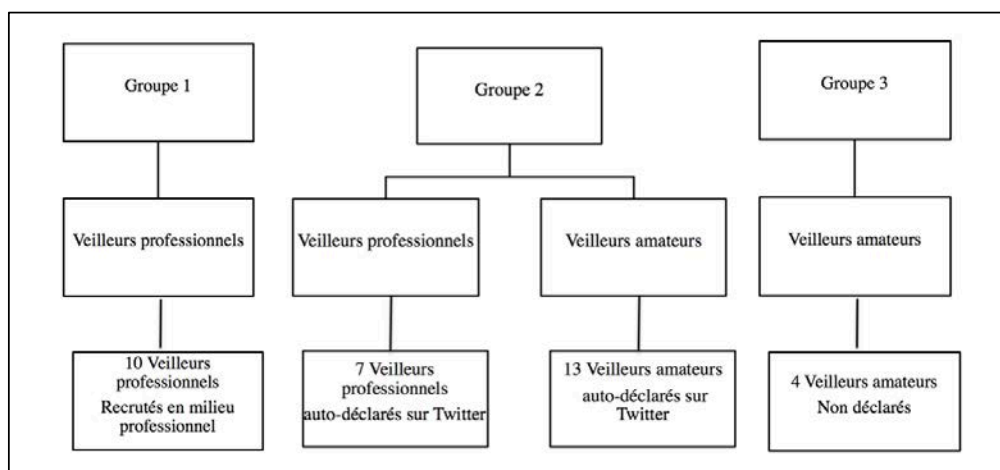 Groupe 1
Groupe 2
Groupe 3
Veilleurs professionnels
Veilleurs professionnels
Veilleurs amateurs
Veilleurs amateurs
10 Veilleurs
professionnels
Recrutés en milieu
professionnel
7 Veilleurs
professionnels
auto-déclarés sur Twitter
13 Veilleurs amateurs
auto-déclarés sur
Twitter
4 Veilleurs amateurs
Non déclarés